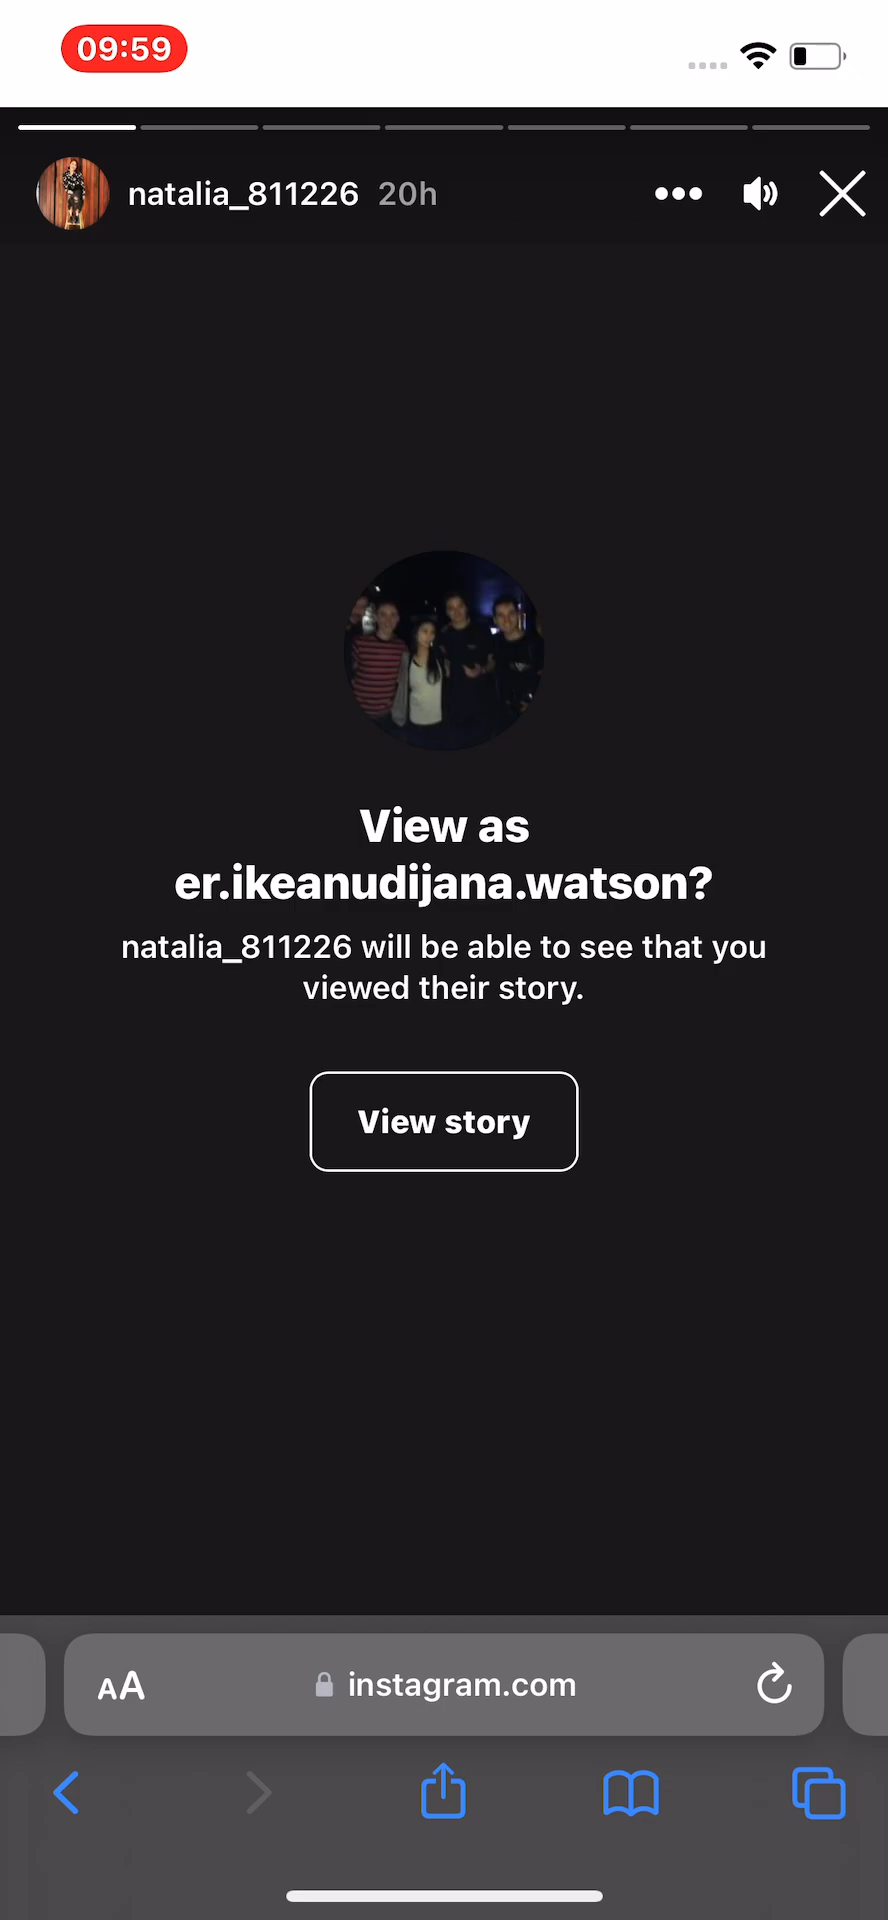 09:59
natalia_811226 20h
View as
er.ikeanudijana.watson?
natalia_811226 will be able to see that you
viewed their story.
View story
AA instagram.com